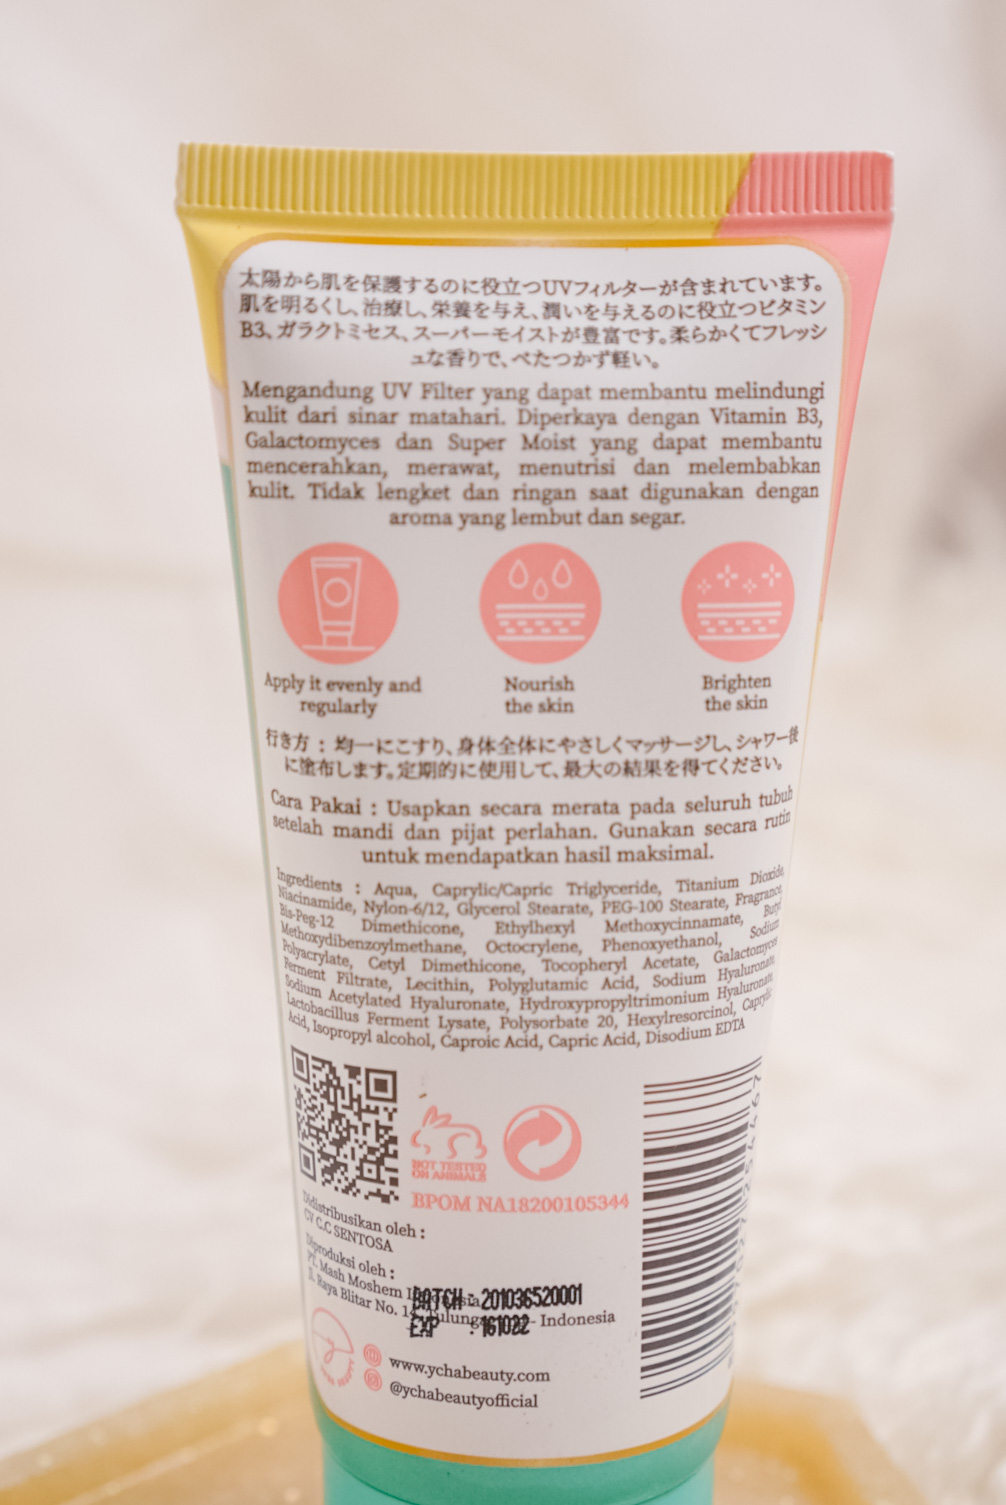 太陽から肌を保護するのに役立つUVフィルターが含まれています。
肌を明るくし、治療し、栄養を与え、潤いを与えるのに役立つビタミン
B3、ガラクトミセス、スーパーモイストが豊富です。柔らかくてフレッシ
ュな香りで、べたつかず軽い。
Mengandung UV Filter yang dapat membantu melindungi
kulit dari sinar matahari. Diperkaya dengan Vitamin B3,
Galactomyces dan Super Moist yang dapat membantu
mencerahkan, merawat, menutrisi dan melembabkan
kulit. Tidak lengket dan ringan saat digunakan dengan
aroma yang lembut dan segar.
Apply it evenly and
regularly
Nourish
the skin
Brighten
the skin
行き方 : 均一にこすり、身体全体にやさしくマッサージし、シャワー後
に塗布します。定期的に使用して、最大の結果を得てください。
Cara Pakai : Usapkan secara merata pada seluruh tubuh
setelah mandi dan pijat perlahan. Gunakan secara rutin
untuk mendapatkan hasil maksimal.
Ingredients : Aqua, Caprylic/Capric Triglyceride, Titanium Dioxide,
Niacinamide, Nylon-6/12, Glycerol Stearate, PEG-100 Stearate, Fragrance,
Bis-Peg-12 Dimethicone, Ethylhexyl Methoxycinnamate, Butyl
Methoxydibenzoylmethane, Octocrylene, Phenoxyethanol, Sodium
Polyacrylate, Cetyl Dimethicone, Tocopheryl Acetate, Galactomyces
Ferment Filtrate, Lecithin, Polyglutamic Acid, Sodium Hyaluronate,
Sodium Acetylated Hyaluronate, Hydroxypropyltrimonium Hyaluronate,
Lactobacillus Ferment Lysate, Polysorbate 20, Hexylresorcinol, Caprylic
Acid, Isopropyl alcohol, Caproic Acid, Capric Acid, Disodium EDTA
NOT TESTED
ON ANIMALS
BPOM NA18200105344
Didistribusikan oleh :
CV C.C SENTOSA
Diproduksi oleh :
PT. Mash Moshem
Jl. Raya Blitar No. - Indonesia
BATCH : 201036520001
EXP : 161022
www.ychabeauty.com
@ychabeautyofficial